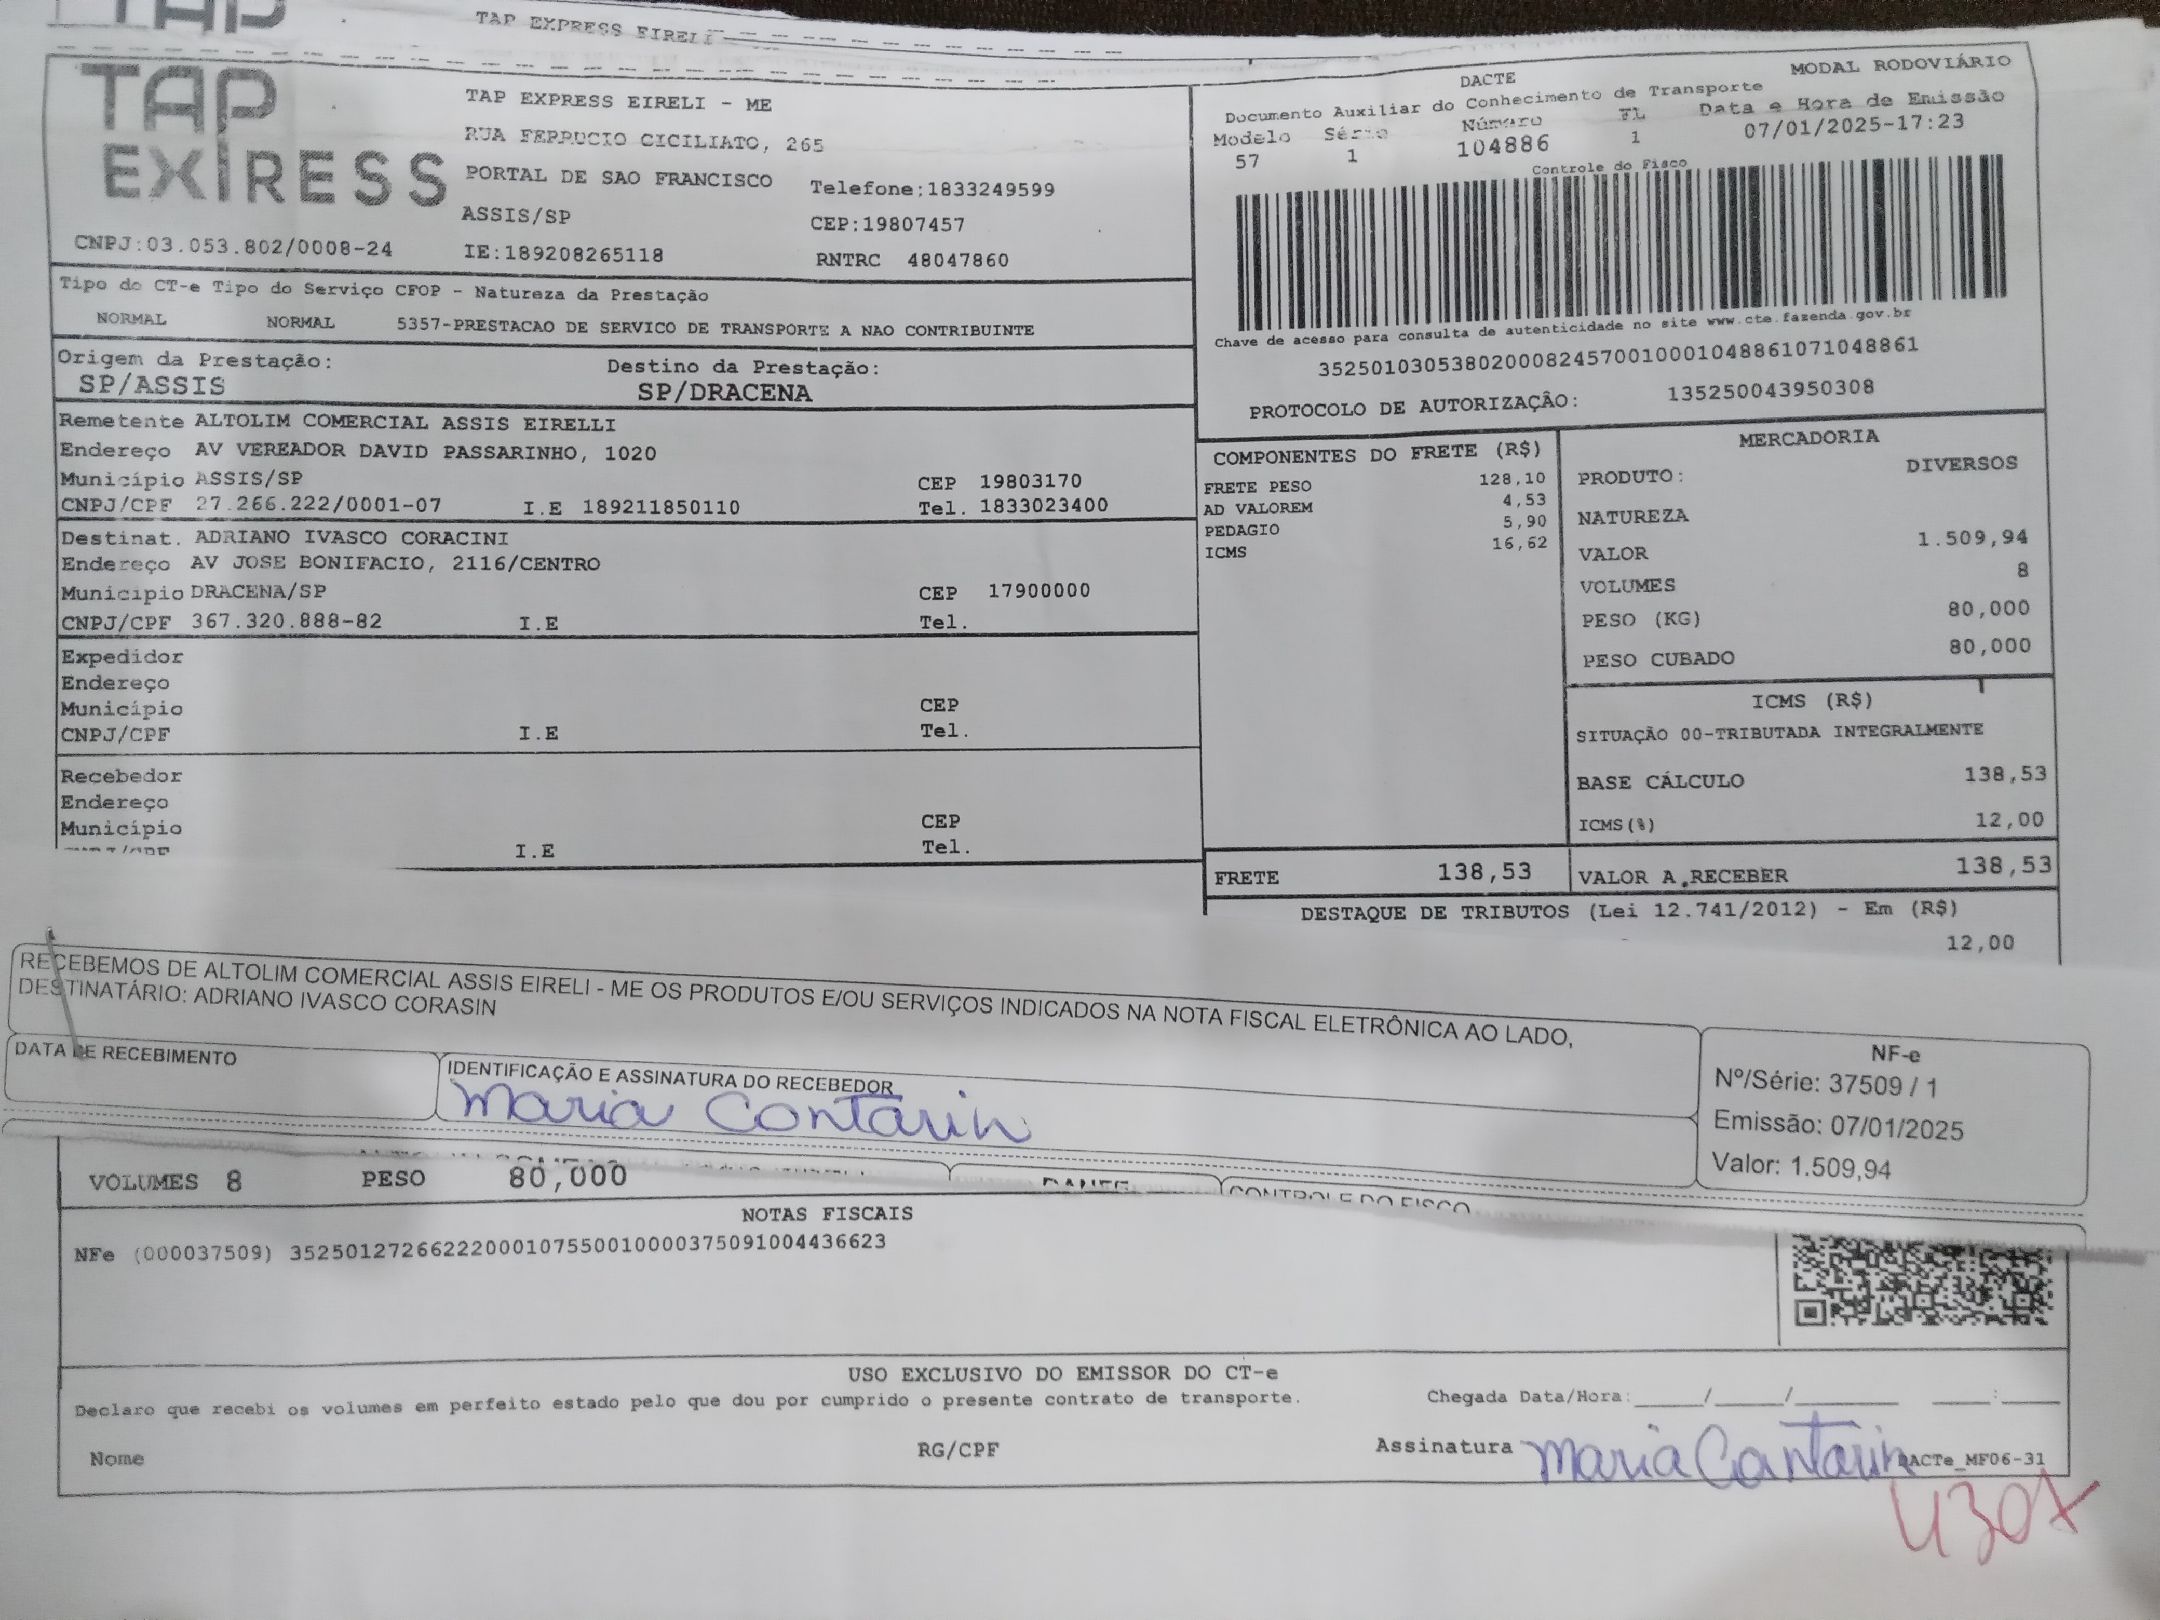 TAP EXPRESS EIRELI
TAP
EXPRESS
CNPJ:03.053.802/0008-24
TAP EXPRESS EIRELI - ME
RUA FERRUCIO CICILIATO, 265
PORTAL DE SAO FRANCISCO
Telefone:1833249599
ASSIS/SP
CEP:19807457
IE:189208265118
RNTRC 48047860
DACTE
MODAL RODOVIÁRIO
Documento Auxiliar do Conhecimento de Transporte
Modelo Série Número FL Data e Hora de Emissão
57 1 104886 1 07/01/2025-17:23
Controle do Fisco
Chave de acesso para consulta de autenticidade no site www.cte.fazenda.gov.br
35250103053802000824570010001048861071048861
PROTOCOLO DE AUTORIZAÇÃO: 135250043950308
Tipo do CT-e Tipo do Serviço CFOP - Natureza da Prestação
NORMAL NORMAL 5357-PRESTACAO DE SERVICO DE TRANSPORTE A NAO CONTRIBUINTE
Origem da Prestação: Destino da Prestação:
SP/ASSIS SP/DRACENA
Remetente ALTOLIM COMERCIAL ASSIS EIRELLI
Endereço AV VEREADOR DAVID PASSARINHO, 1020
Município ASSIS/SP CEP 19803170
CNPJ/CPF 27.266.222/0001-07 I.E 189211850110 Tel. 1833023400
Destinat. ADRIANO IVASCO CORACINI
Endereço AV JOSE BONIFACIO, 2116/CENTRO
Municipio DRACENA/SP CEP 17900000
CNPJ/CPF 367.320.888-82 I.E Tel.
Expedidor
Endereço
Município CEP
CNPJ/CPF I.E Tel.
Recebedor
Endereço
Município CEP
I.E Tel.
COMPONENTES DO FRETE (R$)
FRETE PESO 128,10
AD VALOREM 4,53
PEDAGIO 5,90
ICMS 16,62
MERCADORIA
PRODUTO: DIVERSOS
NATUREZA
VALOR 1.509,94
VOLUMES 8
PESO (KG) 80,000
PESO CUBADO 80,000
ICMS (R$)
SITUAÇÃO 00-TRIBUTADA INTEGRALMENTE
BASE CÁLCULO 138,53
ICMS(%) 12,00
FRETE 138,53 VALOR A RECEBER 138,53
DESTAQUE DE TRIBUTOS (Lei 12.741/2012) - Em (R$)
12,00
RECEBEMOS DE ALTOLIM COMERCIAL ASSIS EIRELI - ME OS PRODUTOS E/OU SERVIÇOS INDICADOS NA NOTA FISCAL ELETRÔNICA AO LADO,
DESTINATÁRIO: ADRIANO IVASCO CORASIN
DATA DE RECEBIMENTO
IDENTIFICAÇÃO E ASSINATURA DO RECEBEDOR
Maria Contarin
NF-e
Nº/Série: 37509 / 1
Emissão: 07/01/2025
Valor: 1.509,94
DANFE
CONTROLE DO FISCO
VOLUMES 8 PESO 80,000
NOTAS FISCAIS
NFe (000037509) 35250127266222000107550010000375091004436623
USO EXCLUSIVO DO EMISSOR DO CT-e
Declaro que recebi os volumes em perfeito estado pelo que dou por cumprido o presente contrato de transporte.
Chegada Data/Hora:_____/_____/________ ____:____
Nome RG/CPF Assinatura Maria Contarin
DACTe_MF06-31
4307